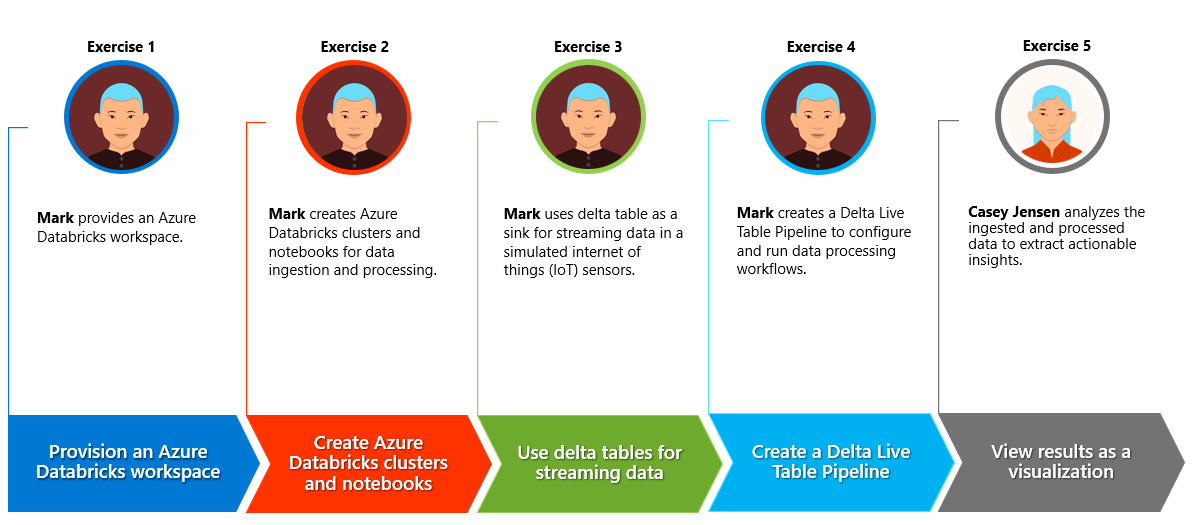 Exercise 1
Mark provides an Azure
Databricks workspace.
Provision an Azure
Databricks workspace
Exercise 2
Mark creates Azure
Databricks clusters and
notebooks for data
ingestion and processing.
Create Azure
Databricks clusters
and notebooks
Exercise 3
Mark uses delta table as a
sink for streaming data in a
simulated internet of
things (IoT) sensors.
Use delta tables for
streaming data
Exercise 4
Mark creates a Delta Live
Table Pipeline to configure
and run data processing
workflows.
Create a Delta Live
Table Pipeline
Exercise 5
Casey Jensen analyzes the
ingested and processed
data to extract actionable
insights.
View results as a
visualization